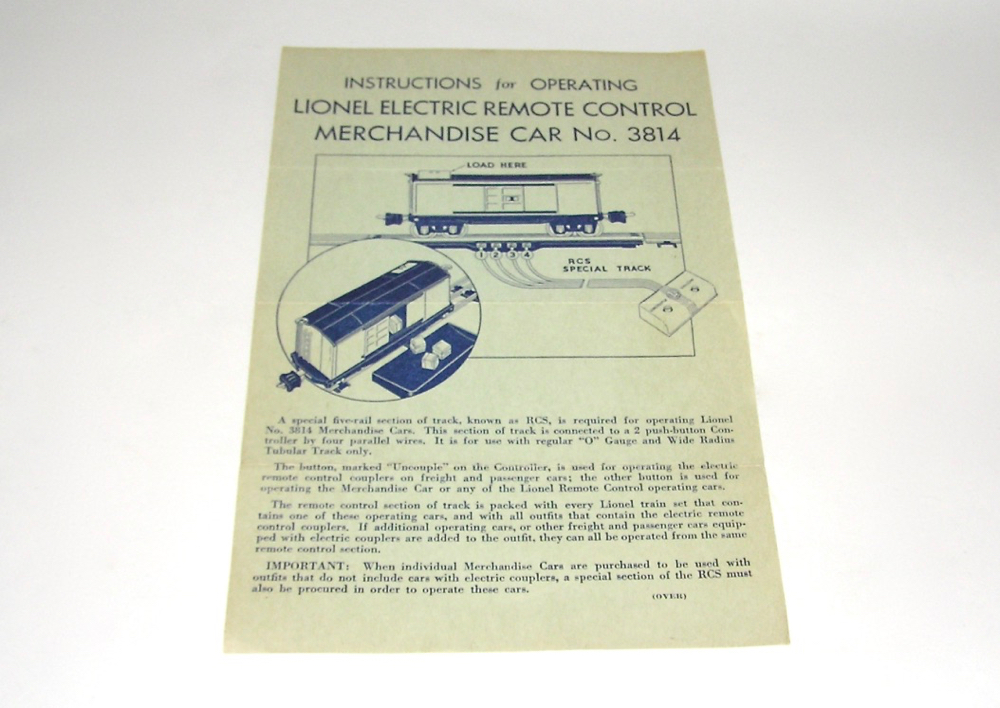 INSTRUCTIONS for OPERATING
LIONEL ELECTRIC REMOTE CONTROL
MERCHANDISE CAR No. 3814
LOAD HERE
1 2 3 4
RCS
SPECIAL TRACK
A special five-rail section of track, known as RCS, is required for operating Lionel
No. 3814 Merchandise Cars. This section of track is connected to a 2 push-button Con-
troller by four parallel wires. It is for use with regular "O" Gauge and Wide Radius
Tubular Track only.
The button, marked "Uncouple" on the Controller, is used for operating the electric
remote control couplers on freight and passenger cars; the other button is used for
operating the Merchandise Car or any of the Lionel Remote Control operating cars.
The remote control section of track is packed with every Lionel train set that con-
tains one of these operating cars, and with all outfits that contain the electric remote
control couplers. If additional operating cars, or other freight and passenger cars equip-
ped with electric couplers are added to the outfit, they can all be operated from the same
remote control section.
IMPORTANT: When individual Merchandise Cars are purchased to be used with
outfits that do not include cars with electric couplers, a special section of the RCS must
also be procured in order to operate these cars.
(OVER)